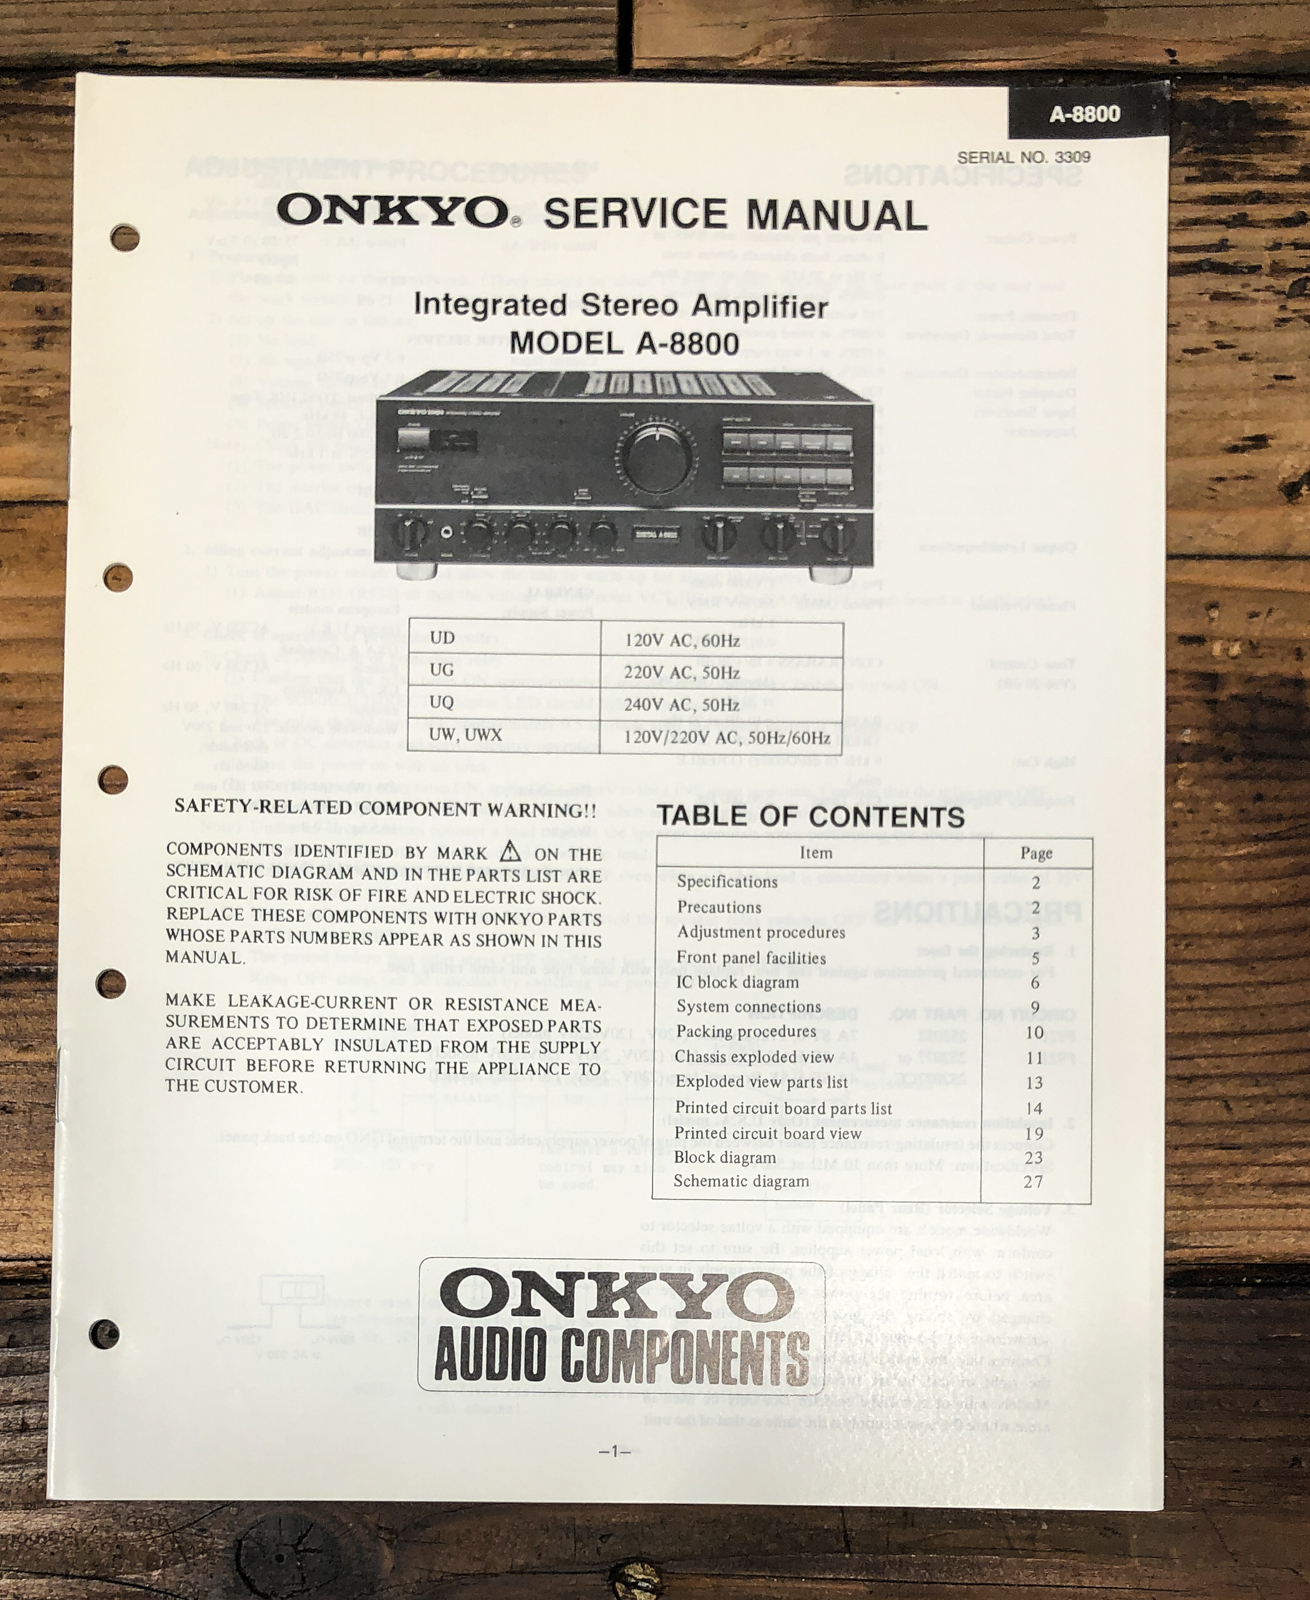 A-8800
SERIAL NO. 3309
ONKYO® SERVICE MANUAL
Integrated Stereo Amplifier
MODEL A-8800
ONKYO
UD 120V AC, 60Hz
UG 220V AC, 50Hz
UQ 240V AC, 50Hz
UW, UWX 120V/220V AC, 50Hz/60Hz
SAFETY-RELATED COMPONENT WARNING!!
COMPONENTS IDENTIFIED BY MARK ⚠ ON THE
SCHEMATIC DIAGRAM AND IN THE PARTS LIST ARE
CRITICAL FOR RISK OF FIRE AND ELECTRIC SHOCK.
REPLACE THESE COMPONENTS WITH ONKYO PARTS
WHOSE PARTS NUMBERS APPEAR AS SHOWN IN THIS
MANUAL.
MAKE LEAKAGE-CURRENT OR RESISTANCE MEA-
SUREMENTS TO DETERMINE THAT EXPOSED PARTS
ARE ACCEPTABLY INSULATED FROM THE SUPPLY
CIRCUIT BEFORE RETURNING THE APPLIANCE TO
THE CUSTOMER.
TABLE OF CONTENTS
Item Page
Specifications 2
Precautions 2
Adjustment procedures 3
Front panel facilities 5
IC block diagram 6
System connections 9
Packing procedures 10
Chassis exploded view 11
Exploded view parts list 13
Printed circuit board parts list 14
Printed circuit board view 19
Block diagram 23
Schematic diagram 27
ONKYO
AUDIO COMPONENTS
–1–